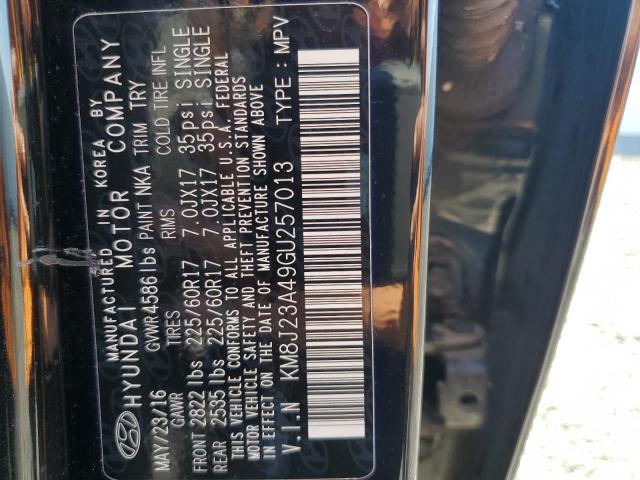 MANUFACTURED IN KOREA BY
HYUNDAI MOTOR COMPANY
MAY/23/16 GVWR 4586 lbs PAINT NKA TRIM TRY
GAWR TIRES RIMS COLD TIRE INFL
FRONT 2822 lbs 225/60R17 7.0JX17 35psi SINGLE
REAR 2535 lbs 225/60R17 7.0JX17 35psi SINGLE
THIS VEHICLE CONFORMS TO ALL APPLICABLE U.S.A. FEDERAL
MOTOR VEHICLE SAFETY AND THEFT PREVENTION STANDARDS
IN EFFECT ON THE DATE OF MANUFACTURE SHOWN ABOVE
V.I.N KM8J23A49GU257013 TYPE : MPV